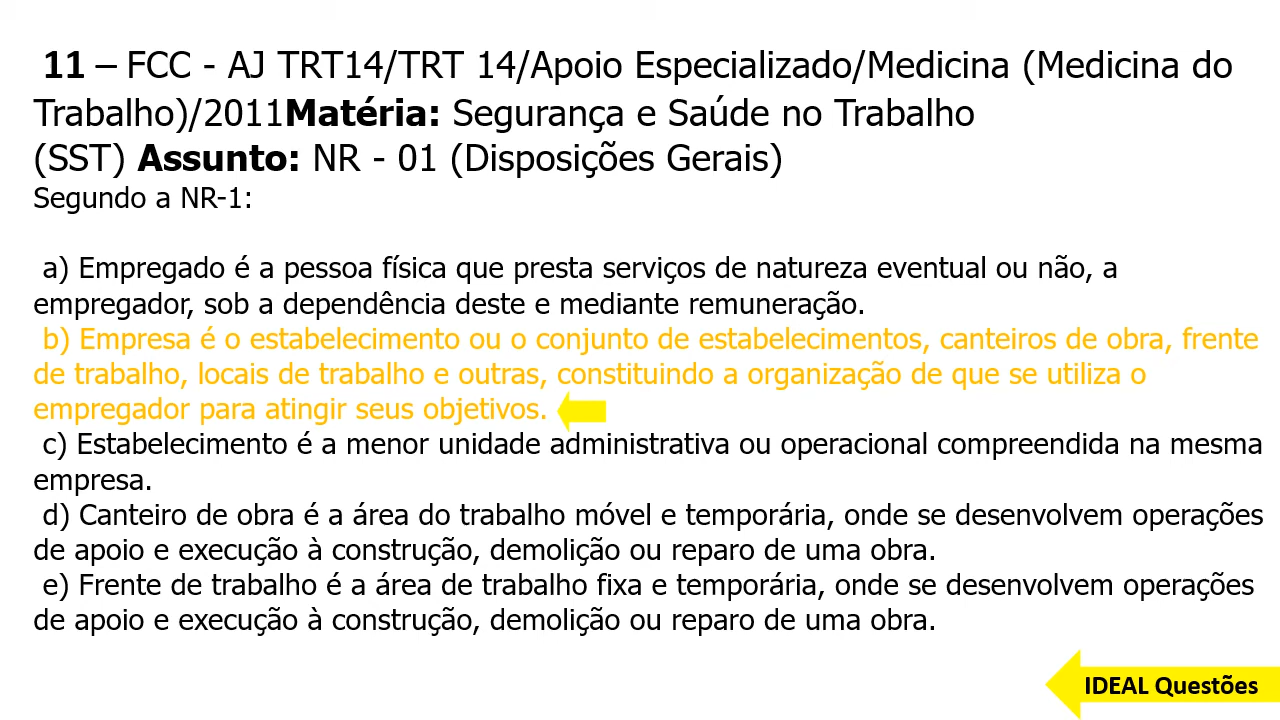 11 – FCC - AJ TRT14/TRT 14/Apoio Especializado/Medicina (Medicina do
Trabalho)/2011Matéria: Segurança e Saúde no Trabalho
(SST) Assunto: NR - 01 (Disposições Gerais)
Segundo a NR-1:
a) Empregado é a pessoa física que presta serviços de natureza eventual ou não, a
empregador, sob a dependência deste e mediante remuneração.
b) Empresa é o estabelecimento ou o conjunto de estabelecimentos, canteiros de obra, frente
de trabalho, locais de trabalho e outras, constituindo a organização de que se utiliza o
empregador para atingir seus objetivos.
c) Estabelecimento é a menor unidade administrativa ou operacional compreendida na mesma
empresa.
d) Canteiro de obra é a área do trabalho móvel e temporária, onde se desenvolvem operações
de apoio e execução à construção, demolição ou reparo de uma obra.
e) Frente de trabalho é a área de trabalho fixa e temporária, onde se desenvolvem operações
de apoio e execução à construção, demolição ou reparo de uma obra.
IDEAL Questões